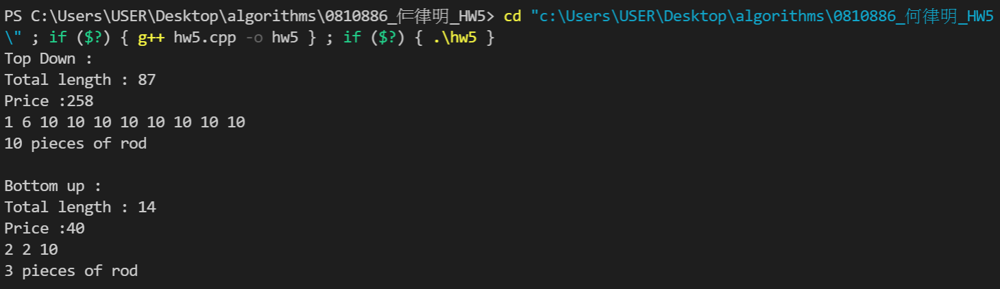 PS C:\Users\USER\Desktop\algorithms\0810886_何律明_HW5> cd "c:\Users\USER\Desktop\algorithms\0810886_何律明_HW5
\" ; if ($?) { g++ hw5.cpp -o hw5 } ; if ($?) { .\hw5 }
Top Down :
Total length : 87
Price :258
1 6 10 10 10 10 10 10 10 10
10 pieces of rod
Bottom up :
Total length : 14
Price :40
2 2 10
3 pieces of rod